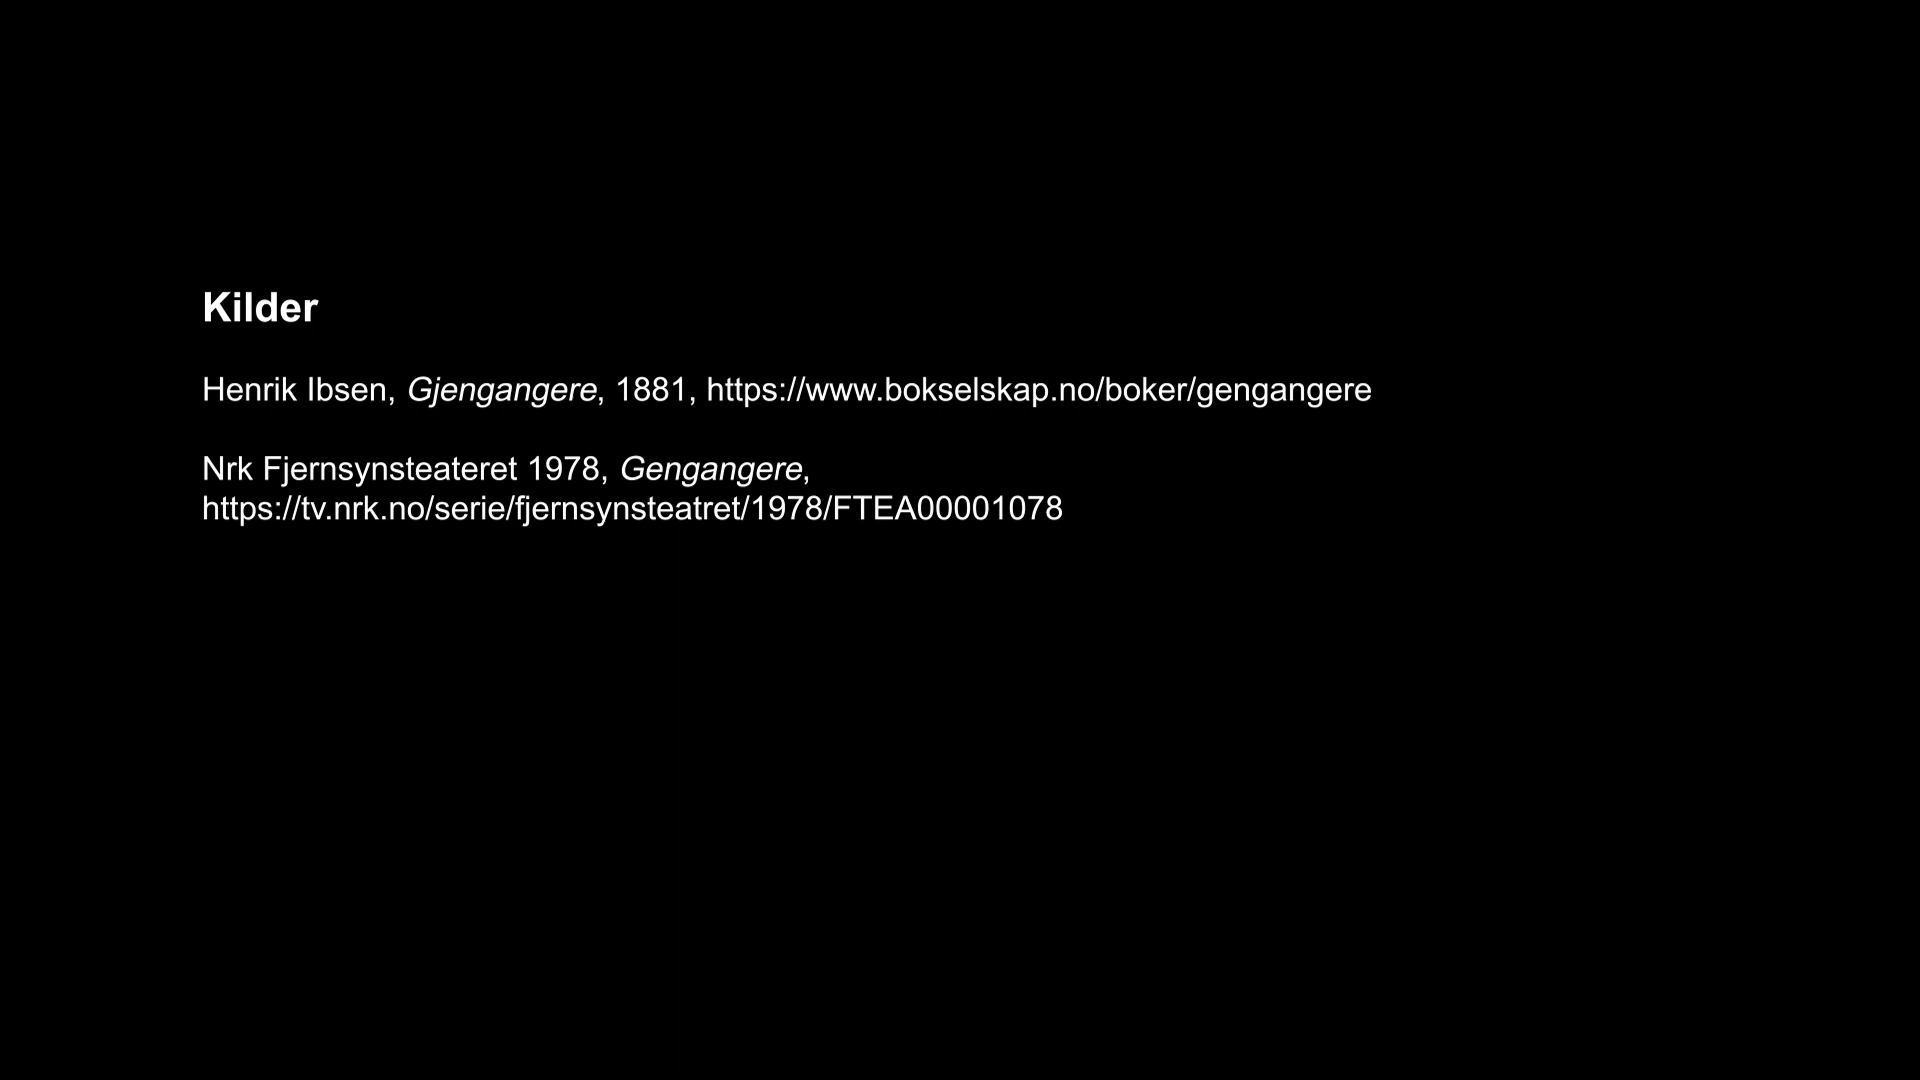 Kilder
Henrik Ibsen, Gjengangere, 1881, https://www.bokselskap.no/boker/gengangere
Nrk Fjernsynsteateret 1978, Gengangere,
https://tv.nrk.no/serie/fjernsynsteatret/1978/FTEA00001078